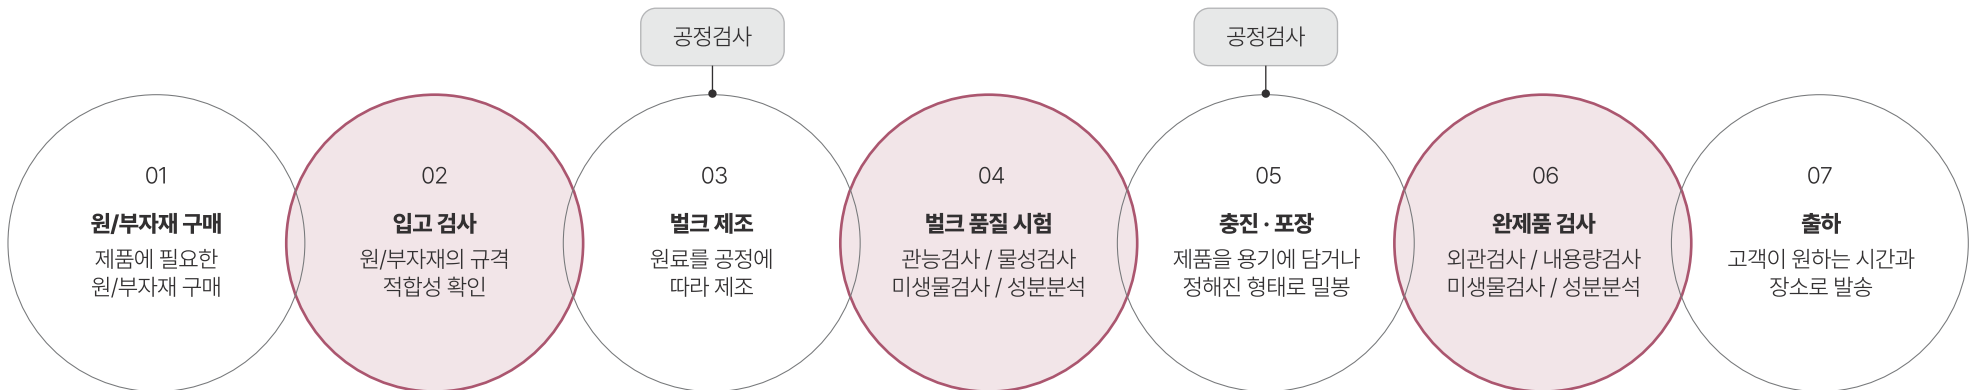 공정검사
공정검사
01
원/부자재 구매
제품에 필요한
원/부자재 구매
02
입고 검사
원/부자재의 규격
적합성 확인
03
벌크 제조
원료를 공정에
따라 제조
04
벌크 품질 시험
관능검사 / 물성검사
미생물검사 / 성분분석
05
충진 · 포장
제품을 용기에 담거나
정해진 형태로 밀봉
06
완제품 검사
외관검사 / 내용량검사
미생물검사 / 성분분석
07
출하
고객이 원하는 시간과
장소로 발송